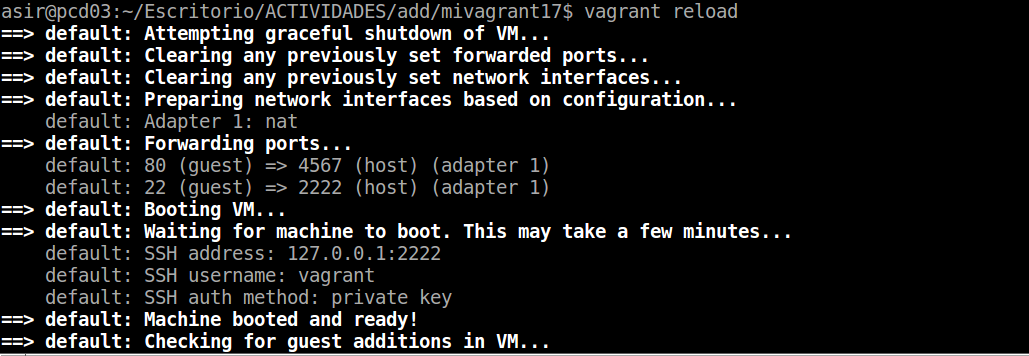 asir@pcd03:~/Escritorio/ACTIVIDADES/add/mivagrant17$ vagrant reload
==> default: Attempting graceful shutdown of VM...
==> default: Clearing any previously set forwarded ports...
==> default: Clearing any previously set network interfaces...
==> default: Preparing network interfaces based on configuration...
    default: Adapter 1: nat
==> default: Forwarding ports...
    default: 80 (guest) => 4567 (host) (adapter 1)
    default: 22 (guest) => 2222 (host) (adapter 1)
==> default: Booting VM...
==> default: Waiting for machine to boot. This may take a few minutes...
    default: SSH address: 127.0.0.1:2222
    default: SSH username: vagrant
    default: SSH auth method: private key
==> default: Machine booted and ready!
==> default: Checking for guest additions in VM...